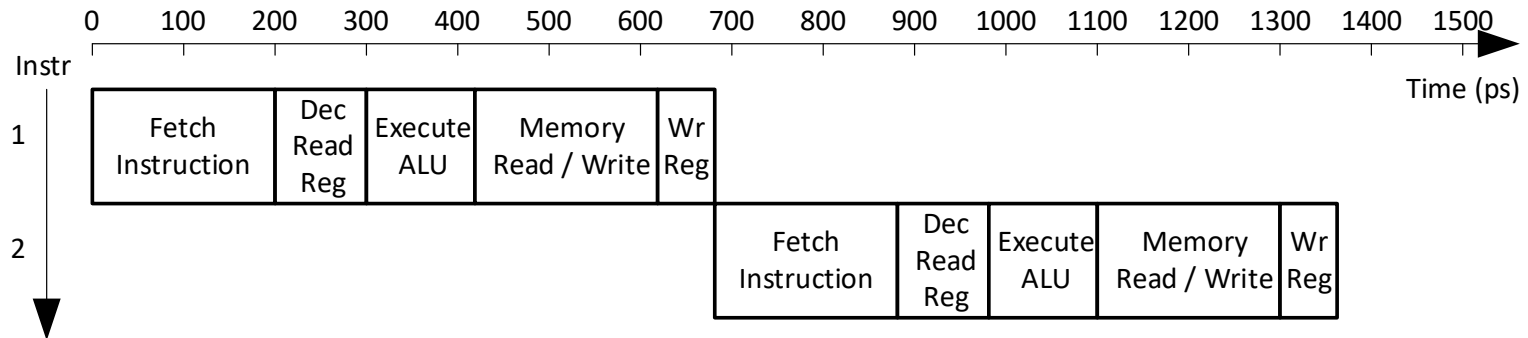 0 100 200 300 400 500 600 700 800 900 1000 1100 1200 1300 1400 1500
Instr
Time (ps)
1
Fetch
Instruction
Dec
Read
Reg
Execute
ALU
Memory
Read / Write
Wr
Reg
2
Fetch
Instruction
Dec
Read
Reg
Execute
ALU
Memory
Read / Write
Wr
Reg